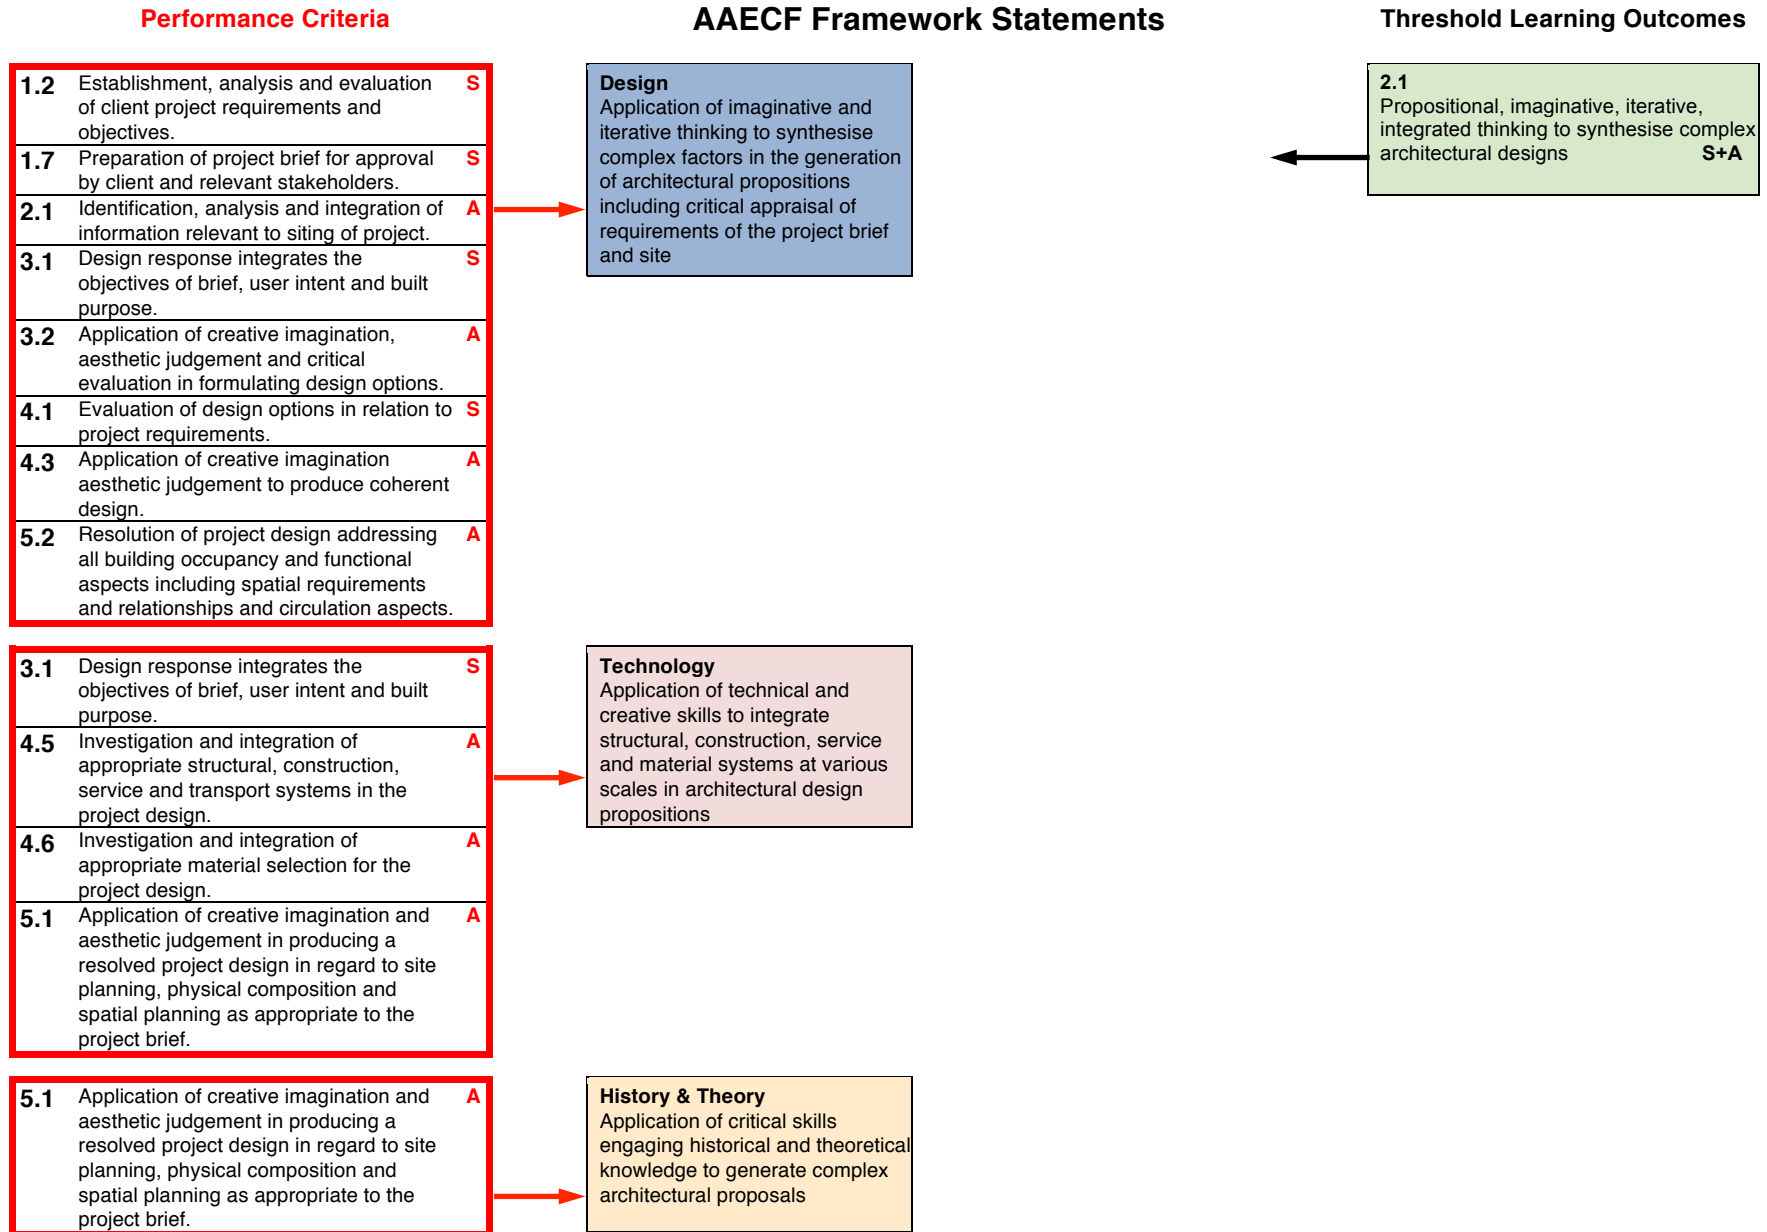 Performance Criteria
AAECF Framework Statements
Threshold Learning Outcomes
1.2 Establishment, analysis and evaluation S
of client project requirements and
objectives.
1.7 Preparation of project brief for approval S
by client and relevant stakeholders.
2.1 Identification, analysis and integration of A
information relevant to siting of project.
3.1 Design response integrates the S
objectives of brief, user intent and built
purpose.
3.2 Application of creative imagination, A
aesthetic judgement and critical
evaluation in formulating design options.
4.1 Evaluation of design options in relation to S
project requirements.
4.3 Application of creative imagination A
aesthetic judgement to produce coherent
design.
5.2 Resolution of project design addressing A
all building occupancy and functional
aspects including spatial requirements
and relationships and circulation aspects.
Design
Application of imaginative and
iterative thinking to synthesise
complex factors in the generation
of architectural propositions
including critical appraisal of
requirements of the project brief
and site
2.1
Propositional, imaginative, iterative,
integrated thinking to synthesise complex
architectural designs S+A
3.1 Design response integrates the S
objectives of brief, user intent and built
purpose.
4.5 Investigation and integration of A
appropriate structural, construction,
service and transport systems in the
project design.
4.6 Investigation and integration of A
appropriate material selection for the
project design.
5.1 Application of creative imagination and A
aesthetic judgement in producing a
resolved project design in regard to site
planning, physical composition and
spatial planning as appropriate to the
project brief.
Technology
Application of technical and
creative skills to integrate
structural, construction, service
and material systems at various
scales in architectural design
propositions
5.1 Application of creative imagination and A
aesthetic judgement in producing a
resolved project design in regard to site
planning, physical composition and
spatial planning as appropriate to the
project brief.
History & Theory
Application of critical skills
engaging historical and theoretical
knowledge to generate complex
architectural proposals